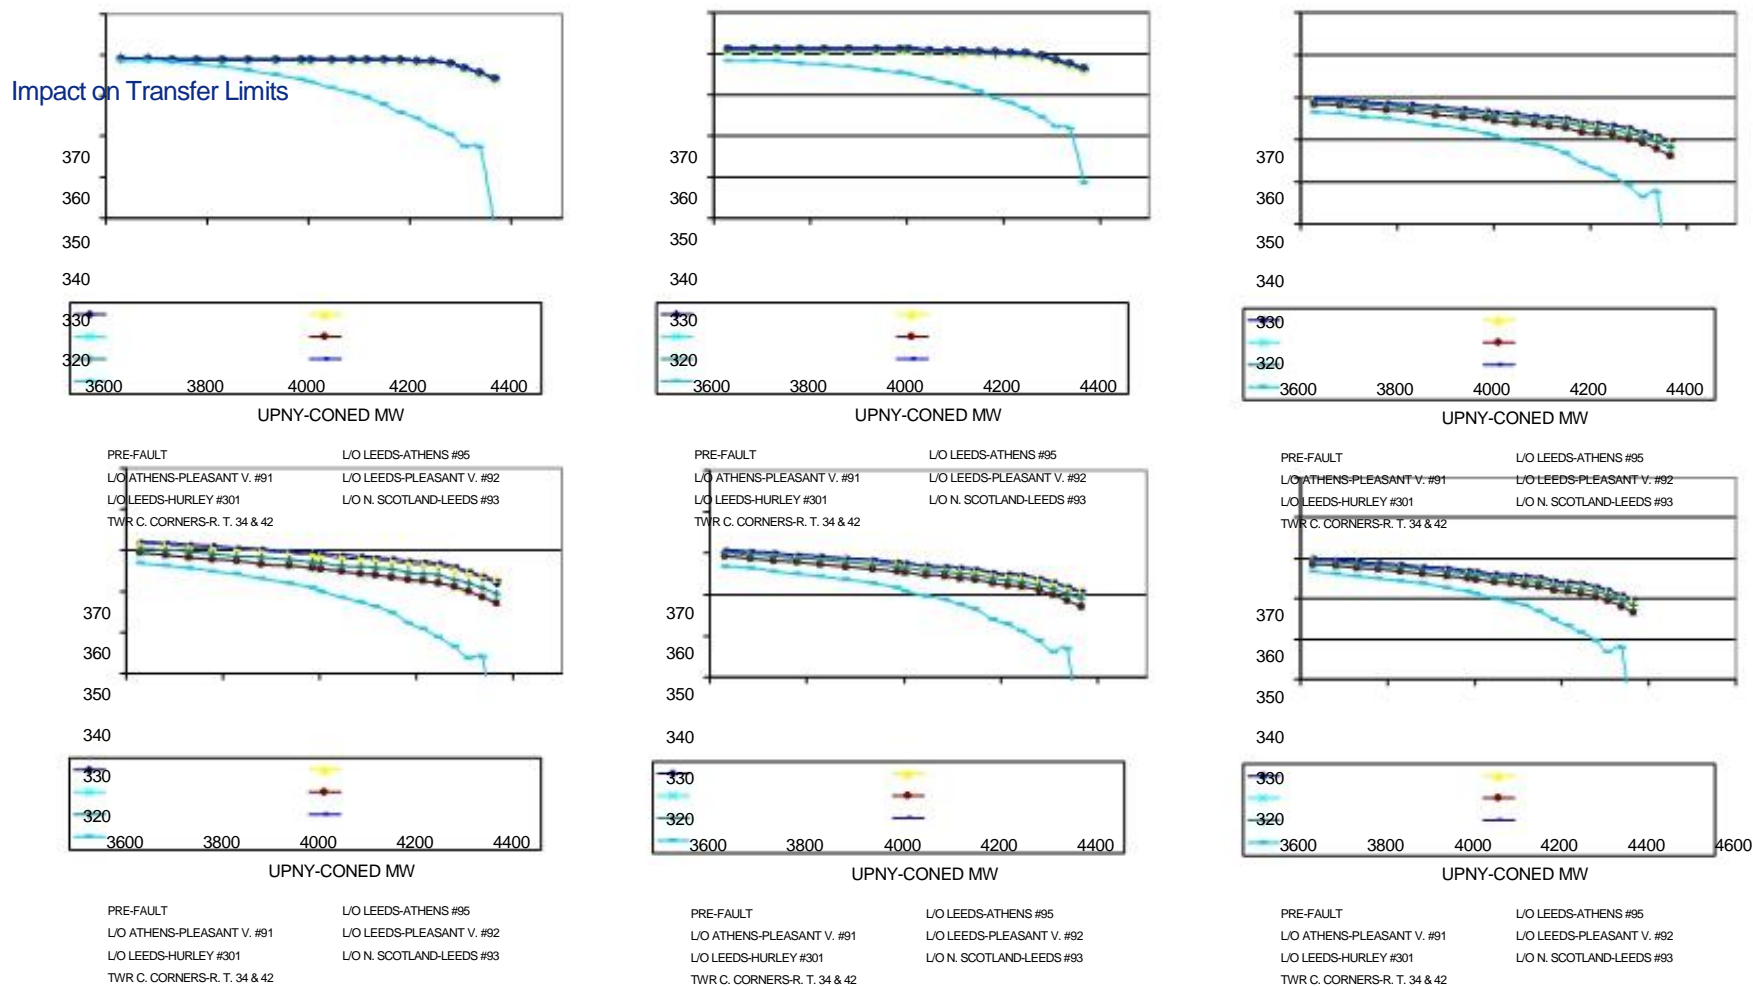 Impact on Transfer Limits
370 370 370
360 360 360
350 350 350
340 340 340
330 330 330
320 320 320
3600 3800 4000 4200 4400 3600 4000 4200 4400 3600 3800 4000 4200 4400
UPNY-CONED MW UPNY-CONED MW UPNY-CONED MW
PRE-FAULT L/O LEEDS-ATHENS #95 PRE-FAULT L/O LEEDS-ATHENS #95 PRE-FAULT L/O LEEDS-ATHENS #95
L/O ATHENS-PLEASANT V. #91 L/O LEEDS-PLEASANT V. #92 L/O ATHENS-PLEASANT V. #91 L/O LEEDS-PLEASANT V. #92 L/O ATHENS-PLEASANT V. #91 L/O LEEDS-PLEASANT V. #92
L/O LEEDS-HURLEY #301 L/O N. SCOTLAND-LEEDS #93 L/O LEEDS-HURLEY #301 L/O N. SCOTLAND-LEEDS #93 L/O LEEDS-HURLEY #301 L/O N. SCOTLAND-LEEDS #93
TWR C. CORNERS-R. T. 34 & 42 TWR C. CORNERS-R. T. 34 & 42 TWR C. CORNERS-R. T. 34 & 42
370 370 370
360 360 360
350 350 350
340 340 340
330 330 330
320 320 320
3600 3800 4000 4200 4400 3600 3800 4000 4200 4400 3600 3800 4000 4200 4400 4600
UPNY-CONED MW UPNY-CONED MW UPNY-CONED MW
PRE-FAULT L/O LEEDS-ATHENS #95 PRE-FAULT L/O LEEDS-ATHENS #95 PRE-FAULT L/O LEEDS-ATHENS #95
L/O ATHENS-PLEASANT V. #91 L/O LEEDS-PLEASANT V. #92 L/O ATHENS-PLEASANT V. #91 L/O LEEDS-PLEASANT V. #92 L/O ATHENS-PLEASANT V. #91 L/O LEEDS-PLEASANT V. #92
L/O LEEDS-HURLEY #301 L/O N. SCOTLAND-LEEDS #93 L/O LEEDS-HURLEY #301 L/O N. SCOTLAND-LEEDS #93 L/O LEEDS-HURLEY #301 L/O N. SCOTLAND-LEEDS #93
TWR C. CORNERS-R. T. 34 & 42 TWR C. CORNERS-R. T. 34 & 42 TWR C. CORNERS-R. T. 34 & 42